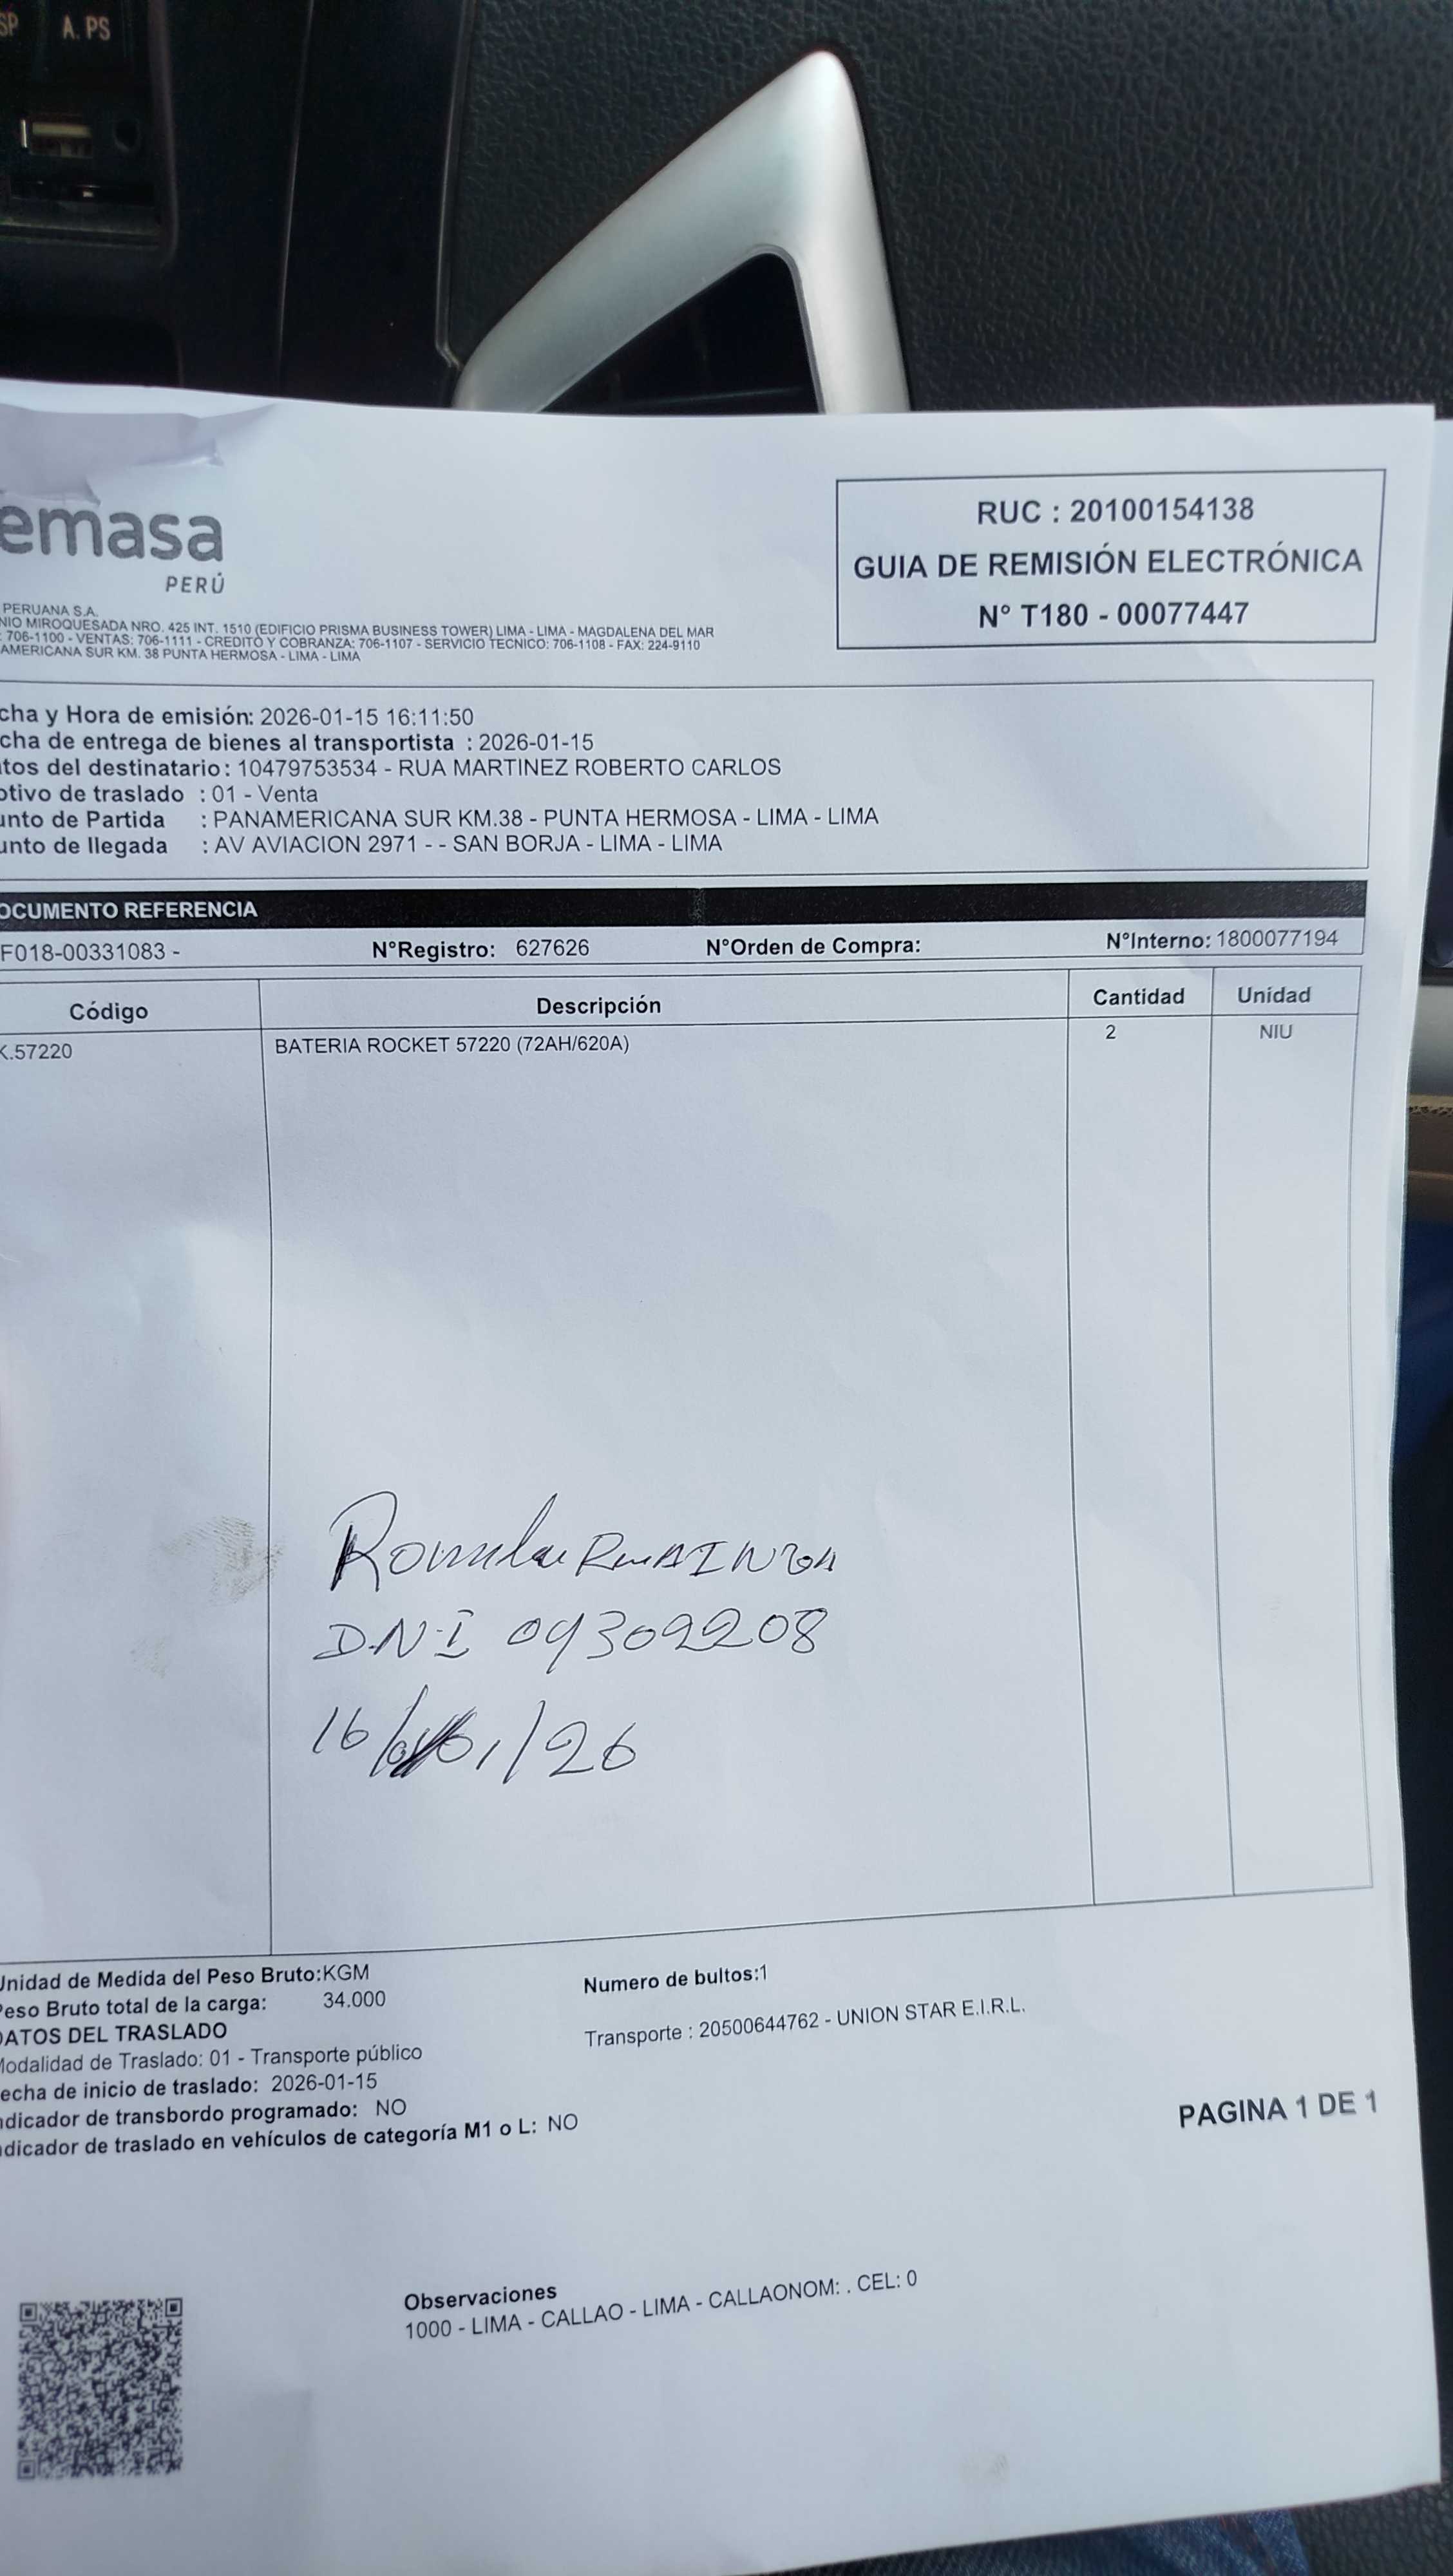 SP A.PS
emasa
PERÚ
PERUANA S.A.
NIO MIROQUESADA NRO. 425 INT. 1510 (EDIFICIO PRISMA BUSINESS TOWER) LIMA - LIMA - MAGDALENA DEL MAR
: 706-1100 - VENTAS: 706-1111 - CREDITO Y COBRANZA: 706-1107 - SERVICIO TECNICO: 706-1108 - FAX: 224-9110
AMERICANA SUR KM. 38 PUNTA HERMOSA - LIMA - LIMA
RUC : 20100154138
GUIA DE REMISIÓN ELECTRÓNICA
N° T180 - 00077447
cha y Hora de emisión: 2026-01-15 16:11:50
cha de entrega de bienes al transportista : 2026-01-15
tos del destinatario : 10479753534 - RUA MARTINEZ ROBERTO CARLOS
otivo de traslado : 01 - Venta
unto de Partida : PANAMERICANA SUR KM.38 - PUNTA HERMOSA - LIMA - LIMA
unto de llegada : AV AVIACION 2971 - - SAN BORJA - LIMA - LIMA
OCUMENTO REFERENCIA
F018-00331083 - N°Registro: 627626 N°Orden de Compra: N°Interno: 1800077194
Código Descripción Cantidad Unidad
K.57220 BATERIA ROCKET 57220 (72AH/620A) 2 NIU
D.N.I 09309208
16/01/26
Unidad de Medida del Peso Bruto:KGM
Peso Bruto total de la carga: 34.000
DATOS DEL TRASLADO
Modalidad de Traslado: 01 - Transporte público
echa de inicio de traslado: 2026-01-15
ndicador de transbordo programado: NO
ndicador de traslado en vehículos de categoría M1 o L: NO
Numero de bultos:1
Transporte : 20500644762 - UNION STAR E.I.R.L.
PAGINA 1 DE 1
Observaciones
1000 - LIMA - CALLAO - LIMA - CALLAONOM: . CEL: 0